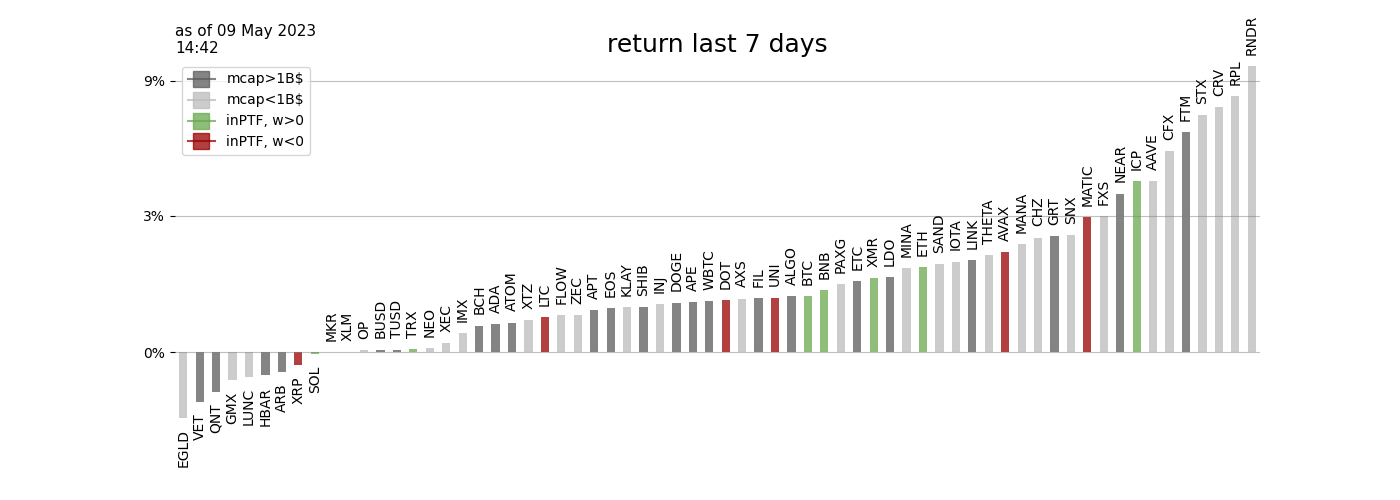 as of 09 May 2023
14:42
return last 7 days
mcap>1B$
mcap<1B$
inPTF, w>0
inPTF, w<0
9%
3%
0%
EGLD
VET
QNT
GMX
LUNC
HBAR
ARB
XRP
SOL
MKR
XLM
OP
BUSD
TUSD
TRX
NEO
XEC
IMX
BCH
ADA
ATOM
XTZ
LTC
FLOW
ZEC
APT
EOS
KLAY
SHIB
INJ
DOGE
APE
WBTC
DOT
AXS
FIL
UNI
ALGO
BTC
BNB
PAXG
ETC
XMR
LDO
MINA
ETH
SAND
IOTA
LINK
THETA
AVAX
MANA
CHZ
GRT
SNX
MATIC
FXS
NEAR
ICP
AAVE
CFX
FTM
STX
CRV
RPL
RNDR